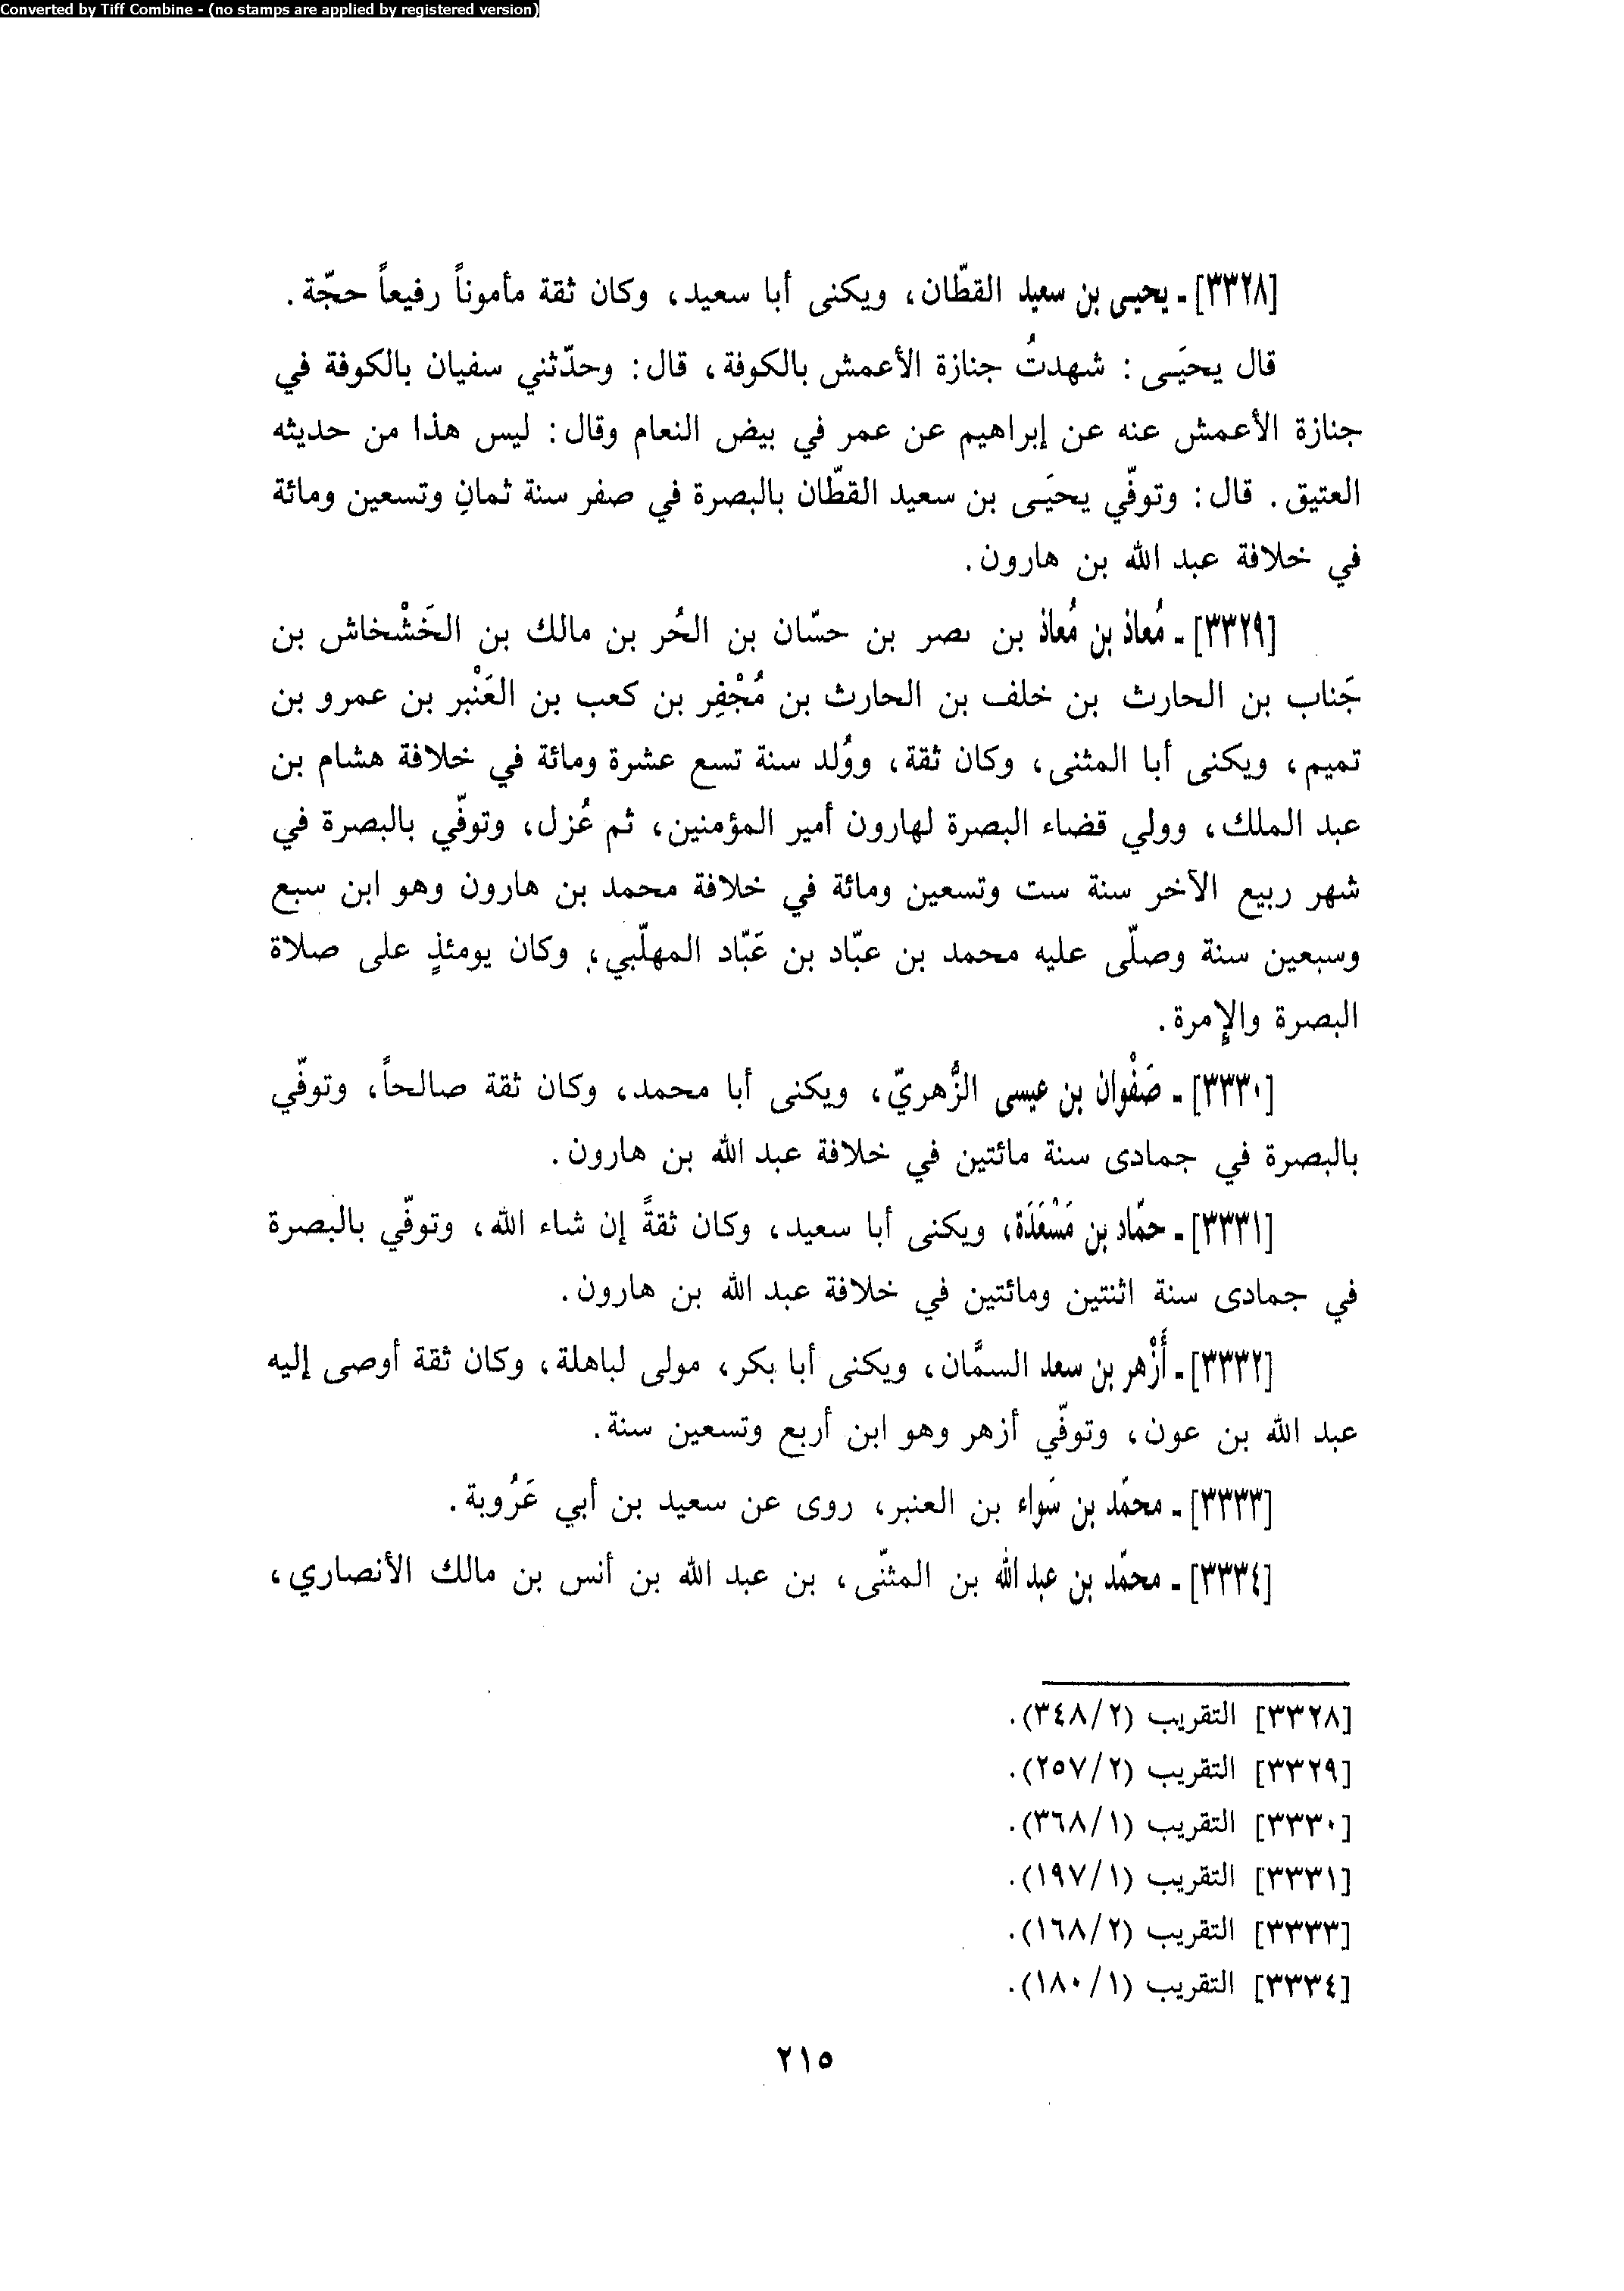 Converted by Tiff Combine - (no stamps are applied by registered version)
[٣٣٢٨] - يحيى بن سعيد القطّان، ويكنى أبا سعيد، وكان ثقة مأموناً رفيعاً حجّة.
قال يحيَـى: شهدتُ جنازة الأعمش بالكوفة، قال: وحدّثني سفيان بالكوفة في
جنازة الأعمش عنه عن إبراهيم عن عمر في بيض النعام وقال: ليس هذا من حديثه
العتيق. قال: وتوفّي يحيَـى بن سعيد القطّان بالبصرة في صفر سنة ثمانِ وتسعين ومائة
في خلافة عبد الله بن هارون.
[٣٣٢٩] - مُعاذ بن مُعاذ بن نصر بن حسّان بن الحُر بن مالك بن الخَشْخاش بن
جَناب بن الحارث بن خلف بن الحارث بن مُجْفِر بن كعب بن العَنْبر بن عمرو بن
تميم، ويكنى أبا المثنى، وكان ثقة، ووُلد سنة تسع عشرة ومائة في خلافة هشام بن
عبد الملك، وولي قضاء البصرة لهارون أمير المؤمنين، ثم عُزل، وتوفّي بالبصرة في
شهر ربيع الآخر سنة ست وتسعين ومائة في خلافة محمد بن هارون وهو ابن سبع
وسبعين سنة وصلّى عليه محمد بن عبّاد بن عَبّاد المهلّبي، وكان يومئذٍ على صلاة
البصرة والإمرة.
[٣٣٣٠] - صَفْوان بن عيسى الزُّهريّ، ويكنى أبا محمد، وكان ثقة صالحاً، وتوفّي
بالبصرة في جمادى سنة مائتين في خلافة عبد الله بن هارون.
[٣٣٣١] - حمّاد بن مَسْعَدَة، ويكنى أبا سعيد، وكان ثقةً إن شاء الله، وتوفّي بالبصرة
في جمادى سنة اثنتين ومائتين في خلافة عبد الله بن هارون.
[٣٣٣٢] - أَزْهر بن سعد السمَّان، ويكنى أبا بكر، مولى لباهلة، وكان ثقة أوصى إليه
عبد الله بن عون، وتوفّي أزهر وهو ابن أربع وتسعين سنة.
[٣٣٣٣] - محمّد بن سَواء بن العنبر، روى عن سعيد بن أبي عَرُوبة.
[٣٣٣٤] - محمّد بن عبد الله بن المثنّى، بن عبد الله بن أنس بن مالك الأنصاري،
[٣٣٢٨] التقريب (٣٤٨/٢).
[٣٣٢٩] التقريب (٢٥٧/٢).
[٣٣٣٠] التقريب (٣٦٨/١).
[٣٣٣١] التقريب (١٩٧/١).
[٣٣٣٣] التقريب (١٦٨/٢).
[٣٣٣٤] التقريب (١٨٠/١).
٢١٥